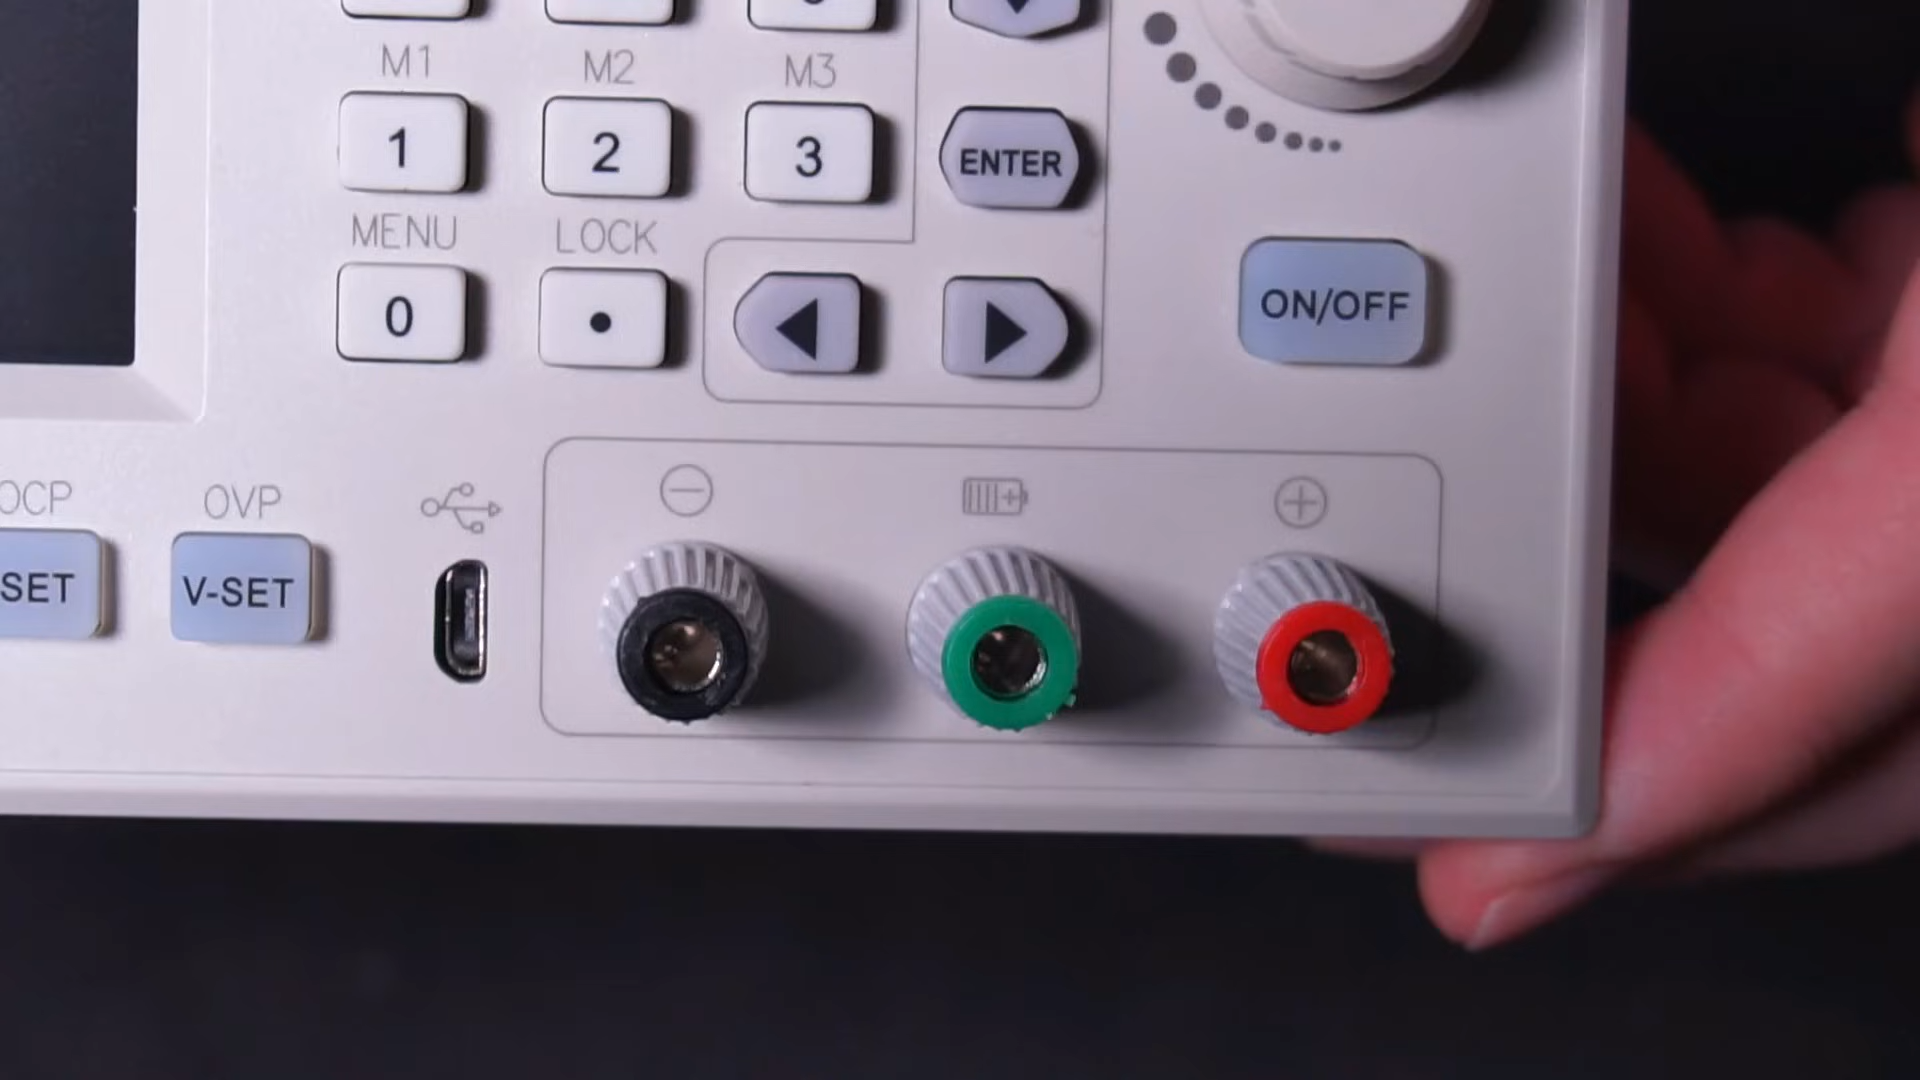 M1 M2 M3
1 2 3 ENTER
MENU LOCK
0 • ON/OFF
OCP OVP
SET V-SET